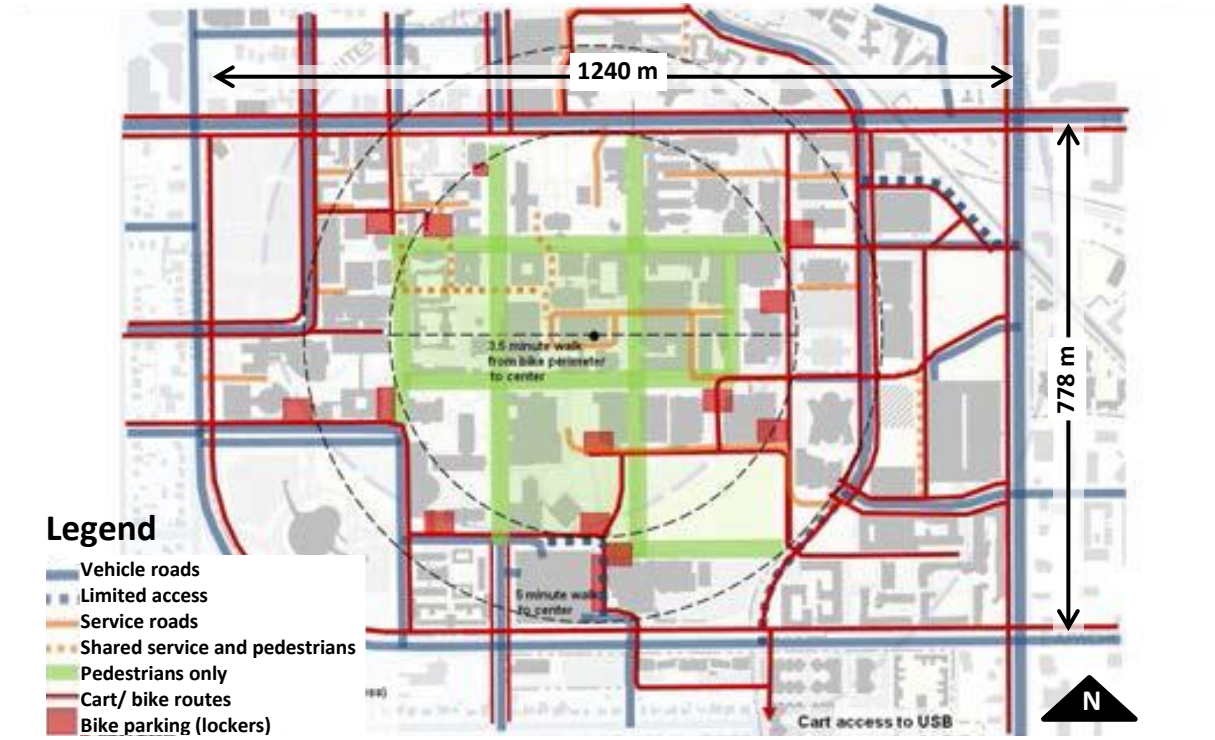 UTES
1240 m
778 m
3.5 minute walk
from bike perimeter
to center
5 minute walk
to center
Legend
Vehicle roads
Limited access
Service roads
Shared service and pedestrians
Pedestrians only
Cart/ bike routes
Bike parking (lockers)
Cart access to USB
N